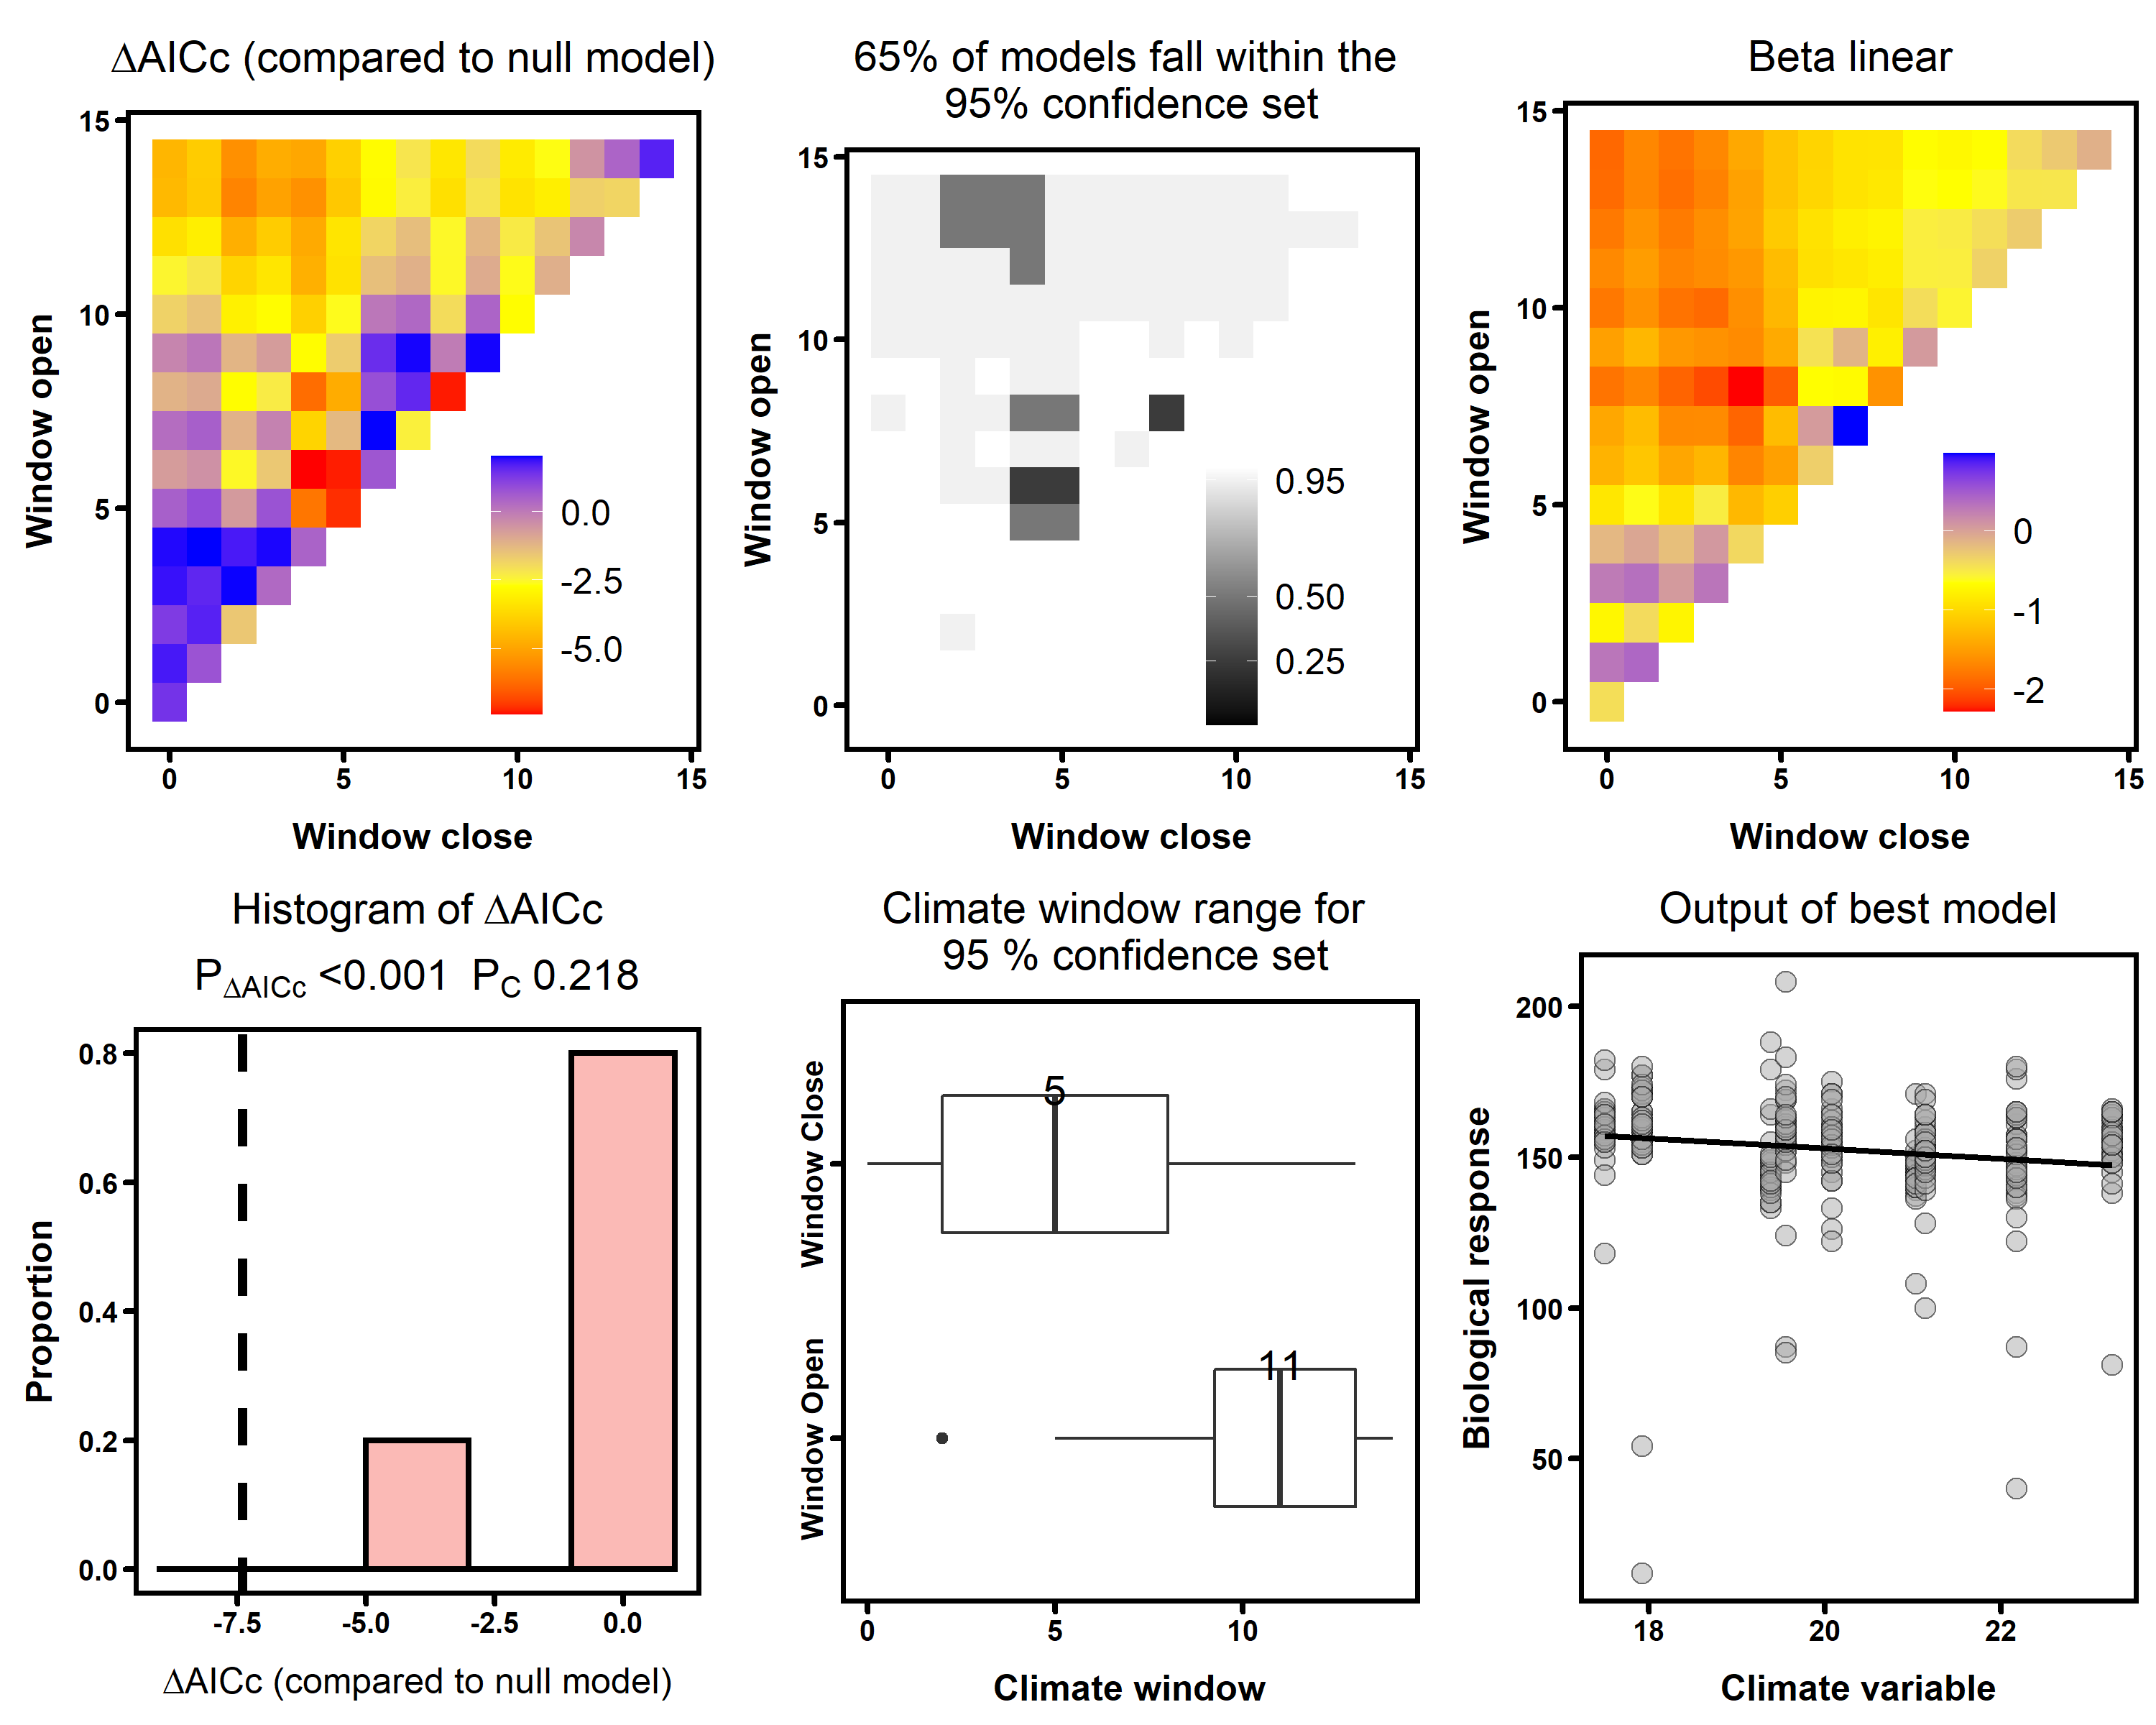 ΔAICc (compared to null model)
15
10
5
0
Window open
0.0
-2.5
-5.0
0 5 10 15
Window close
65% of models fall within the
95% confidence set
15
10
5
0
Window open
0.95
0.50
0.25
0 5 10 15
Window close
Beta linear
15
10
5
0
Window open
0
-1
-2
0 5 10 15
Window close
Histogram of ΔAICc
PΔAICc <0.001 PC 0.218
0.8
0.6
0.4
0.2
0.0
Proportion
-7.5 -5.0 -2.5 0.0
ΔAICc (compared to null model)
Climate window range for
95 % confidence set
Window Close
5
Window Open
11
0 5 10
Climate window
Output of best model
200
150
100
50
Biological response
18 20 22
Climate variable